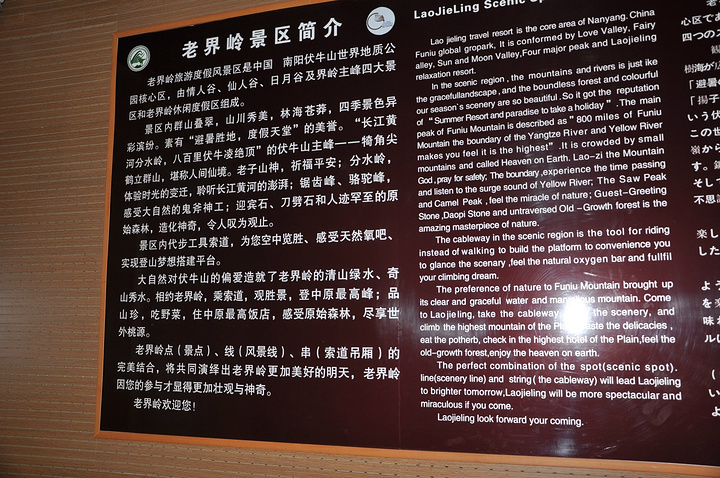 老界岭景区简介
老界岭旅游度假风景区是中国 南阳伏牛山世界地质公
园核心区，由情人谷、仙人谷、日月谷及界岭主峰四大景
区和老界岭休闲度假区组成。
景区内群山叠翠，山川秀美，林海苍莽，四季景色异
彩滨纷。素有“避暑胜地，度假天堂”的美誉。“长江黄
河分水岭，八百里伏牛凌绝顶”的伏牛山主峰——犄角尖
鹤立群山，堪称人间仙境。老子山神，祈福平安；分水岭，
体验时光的变迁，聆听长江黄河的澎湃；锯齿峰、骆驼峰，
感受大自然的鬼斧神工；迎宾石、刀劈石和人迹罕至的原
始森林，造化神奇，令人叹为观止。
景区内代步工具索道，为您空中览胜、感受天然氧吧、
实现登山梦想搭建平台。
大自然对伏牛山的偏爱造就了老界岭的清山绿水、奇
山秀水。相约老界岭，乘索道，观胜景，登中原最高峰；品
山珍，吃野菜，住中原最高饭店，感受原始森林，尽享世
外桃源。
老界岭点（景点）、线（风景线）、串（索道吊厢）的
完美结合，将共同演绎出老界岭更加美好的明天，老界岭
因您的参与才显得更加壮观与神奇。
老界岭欢迎您！
LaoJieLing Scenic
Lao jieling travel resort is the core area of Nanyang. China
Funiu global gropark, It is conformed by Love Valley, Fairy
alley, Sun and Moon Valley,Four major peak and Laojieling
relaxation resort.
In the scenic region ,the mountains and rivers is just like
the gracefullandscape , and the boundless forest and colourful
our season's scenery are so beautiful .So it got the reputation
of “Summer Resort and paradise to take a holiday” .The main
peak of Funiu Mountain is described as "800 miles of Funiu
Mountain the boundary of the Yangtze River and Yellow River
makes you feel it is the highest" .It is crowded by small
mountains and called Heaven on Earth. Lao-zi the Mountain
God ,pray for safety; The boundary ,experience the time passing
and listen to the surge sound of Yellow River; The Saw Peak
and Camel Peak , feel the miracle of nature; Guest-Greeting
Stone ,Daopi Stone and untraversed Old -Growth forest is the
amazing masterpiece of nature.
The cableway in the scenic region is the tool for riding
instead of walking to build the platform to convenience you
to glance the scenary ,feel the natural oxygen bar and fullfil
your climbing dream.
The preference of nature to Funiu Mountain brought up
its clear and graceful water and mountain. Come
to Laojieling, take the cableway the scenery, and
climb the highest mountain of the Plain,taste the delicacies ,
eat the potherb, check in the highest hotel of the Plain,feel the
old-growth forest,enjoy the heaven on earth.
The perfect combination of the spot(scenic spot).
line(scenery line) and string ( the cableway) will lead Laojieling
to brighter tomorrow,Laojieling will be more spectacular and
miraculous if you come.
Laojieling look forward your coming.